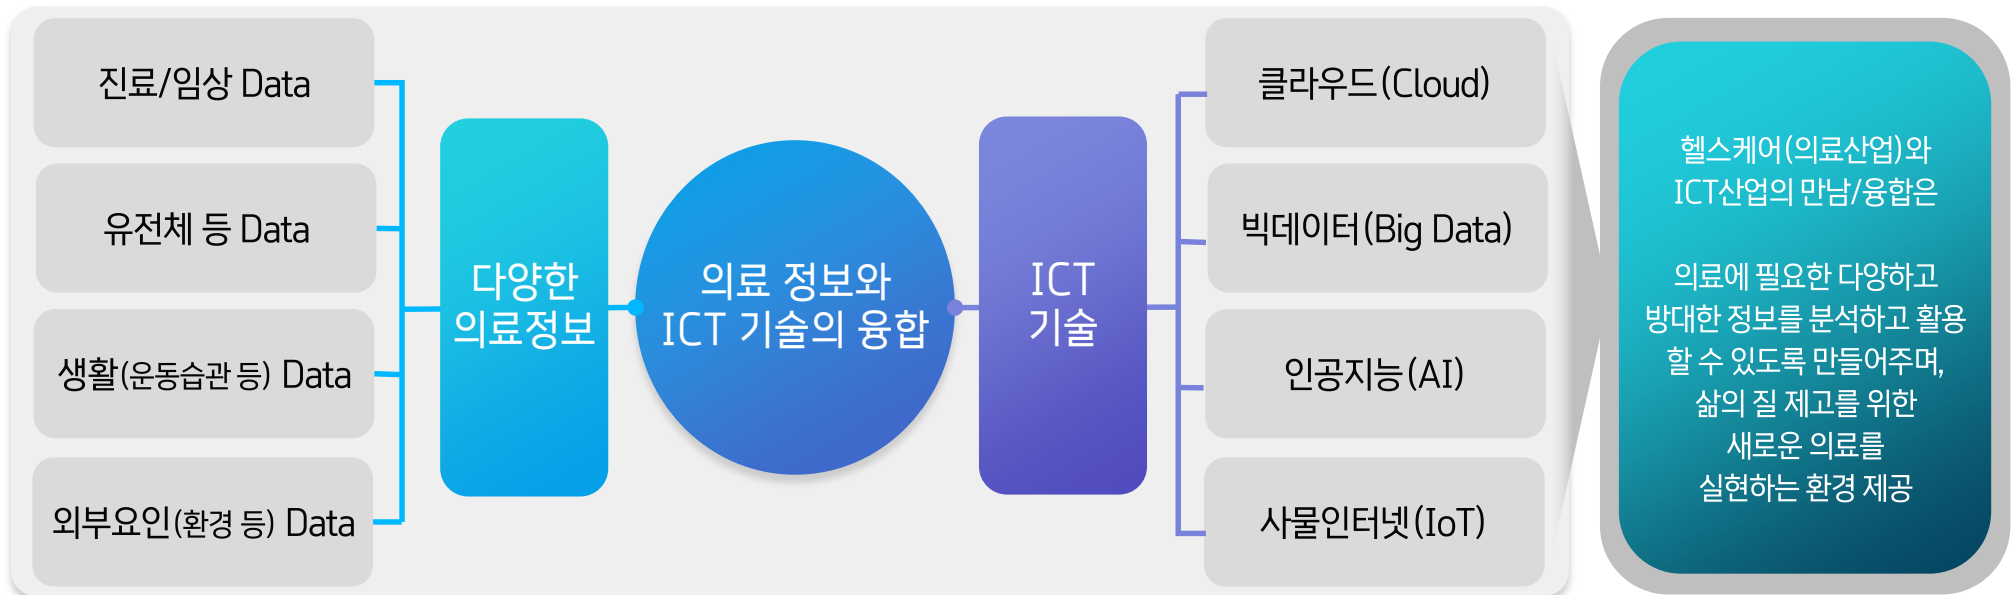 진료/임상 Data
유전체 등 Data
생활(운동습관 등) Data
외부요인(환경 등) Data
다양한
의료정보
의료 정보와
ICT 기술의 융합
ICT
기술
클라우드(Cloud)
빅데이터(Big Data)
인공지능(AI)
사물인터넷(IoT)
헬스케어(의료산업)와
ICT산업의 만남/융합은
의료에 필요한 다양하고
방대한 정보를 분석하고 활용
할 수 있도록 만들어주며,
삶의 질 제고를 위한
새로운 의료를
실현하는 환경 제공